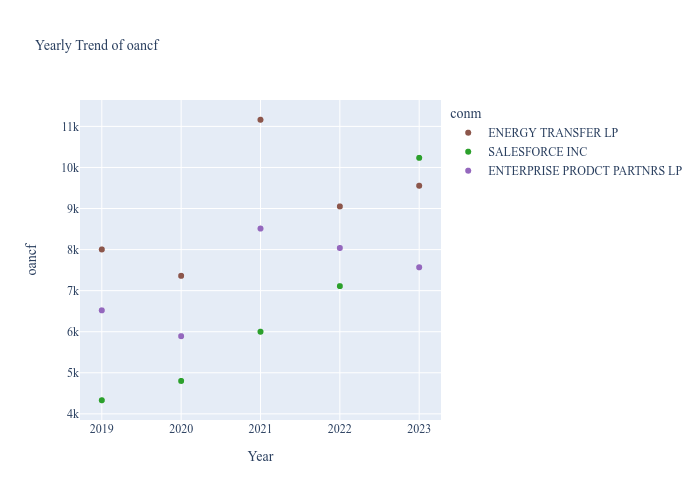 Yearly Trend of oancf
conm
ENERGY TRANSFER LP
SALESFORCE INC
ENTERPRISE PRODCT PARTNRS LP
oancf
11k
10k
9k
8k
7k
6k
5k
4k
2019 2020 2021 2022 2023
Year